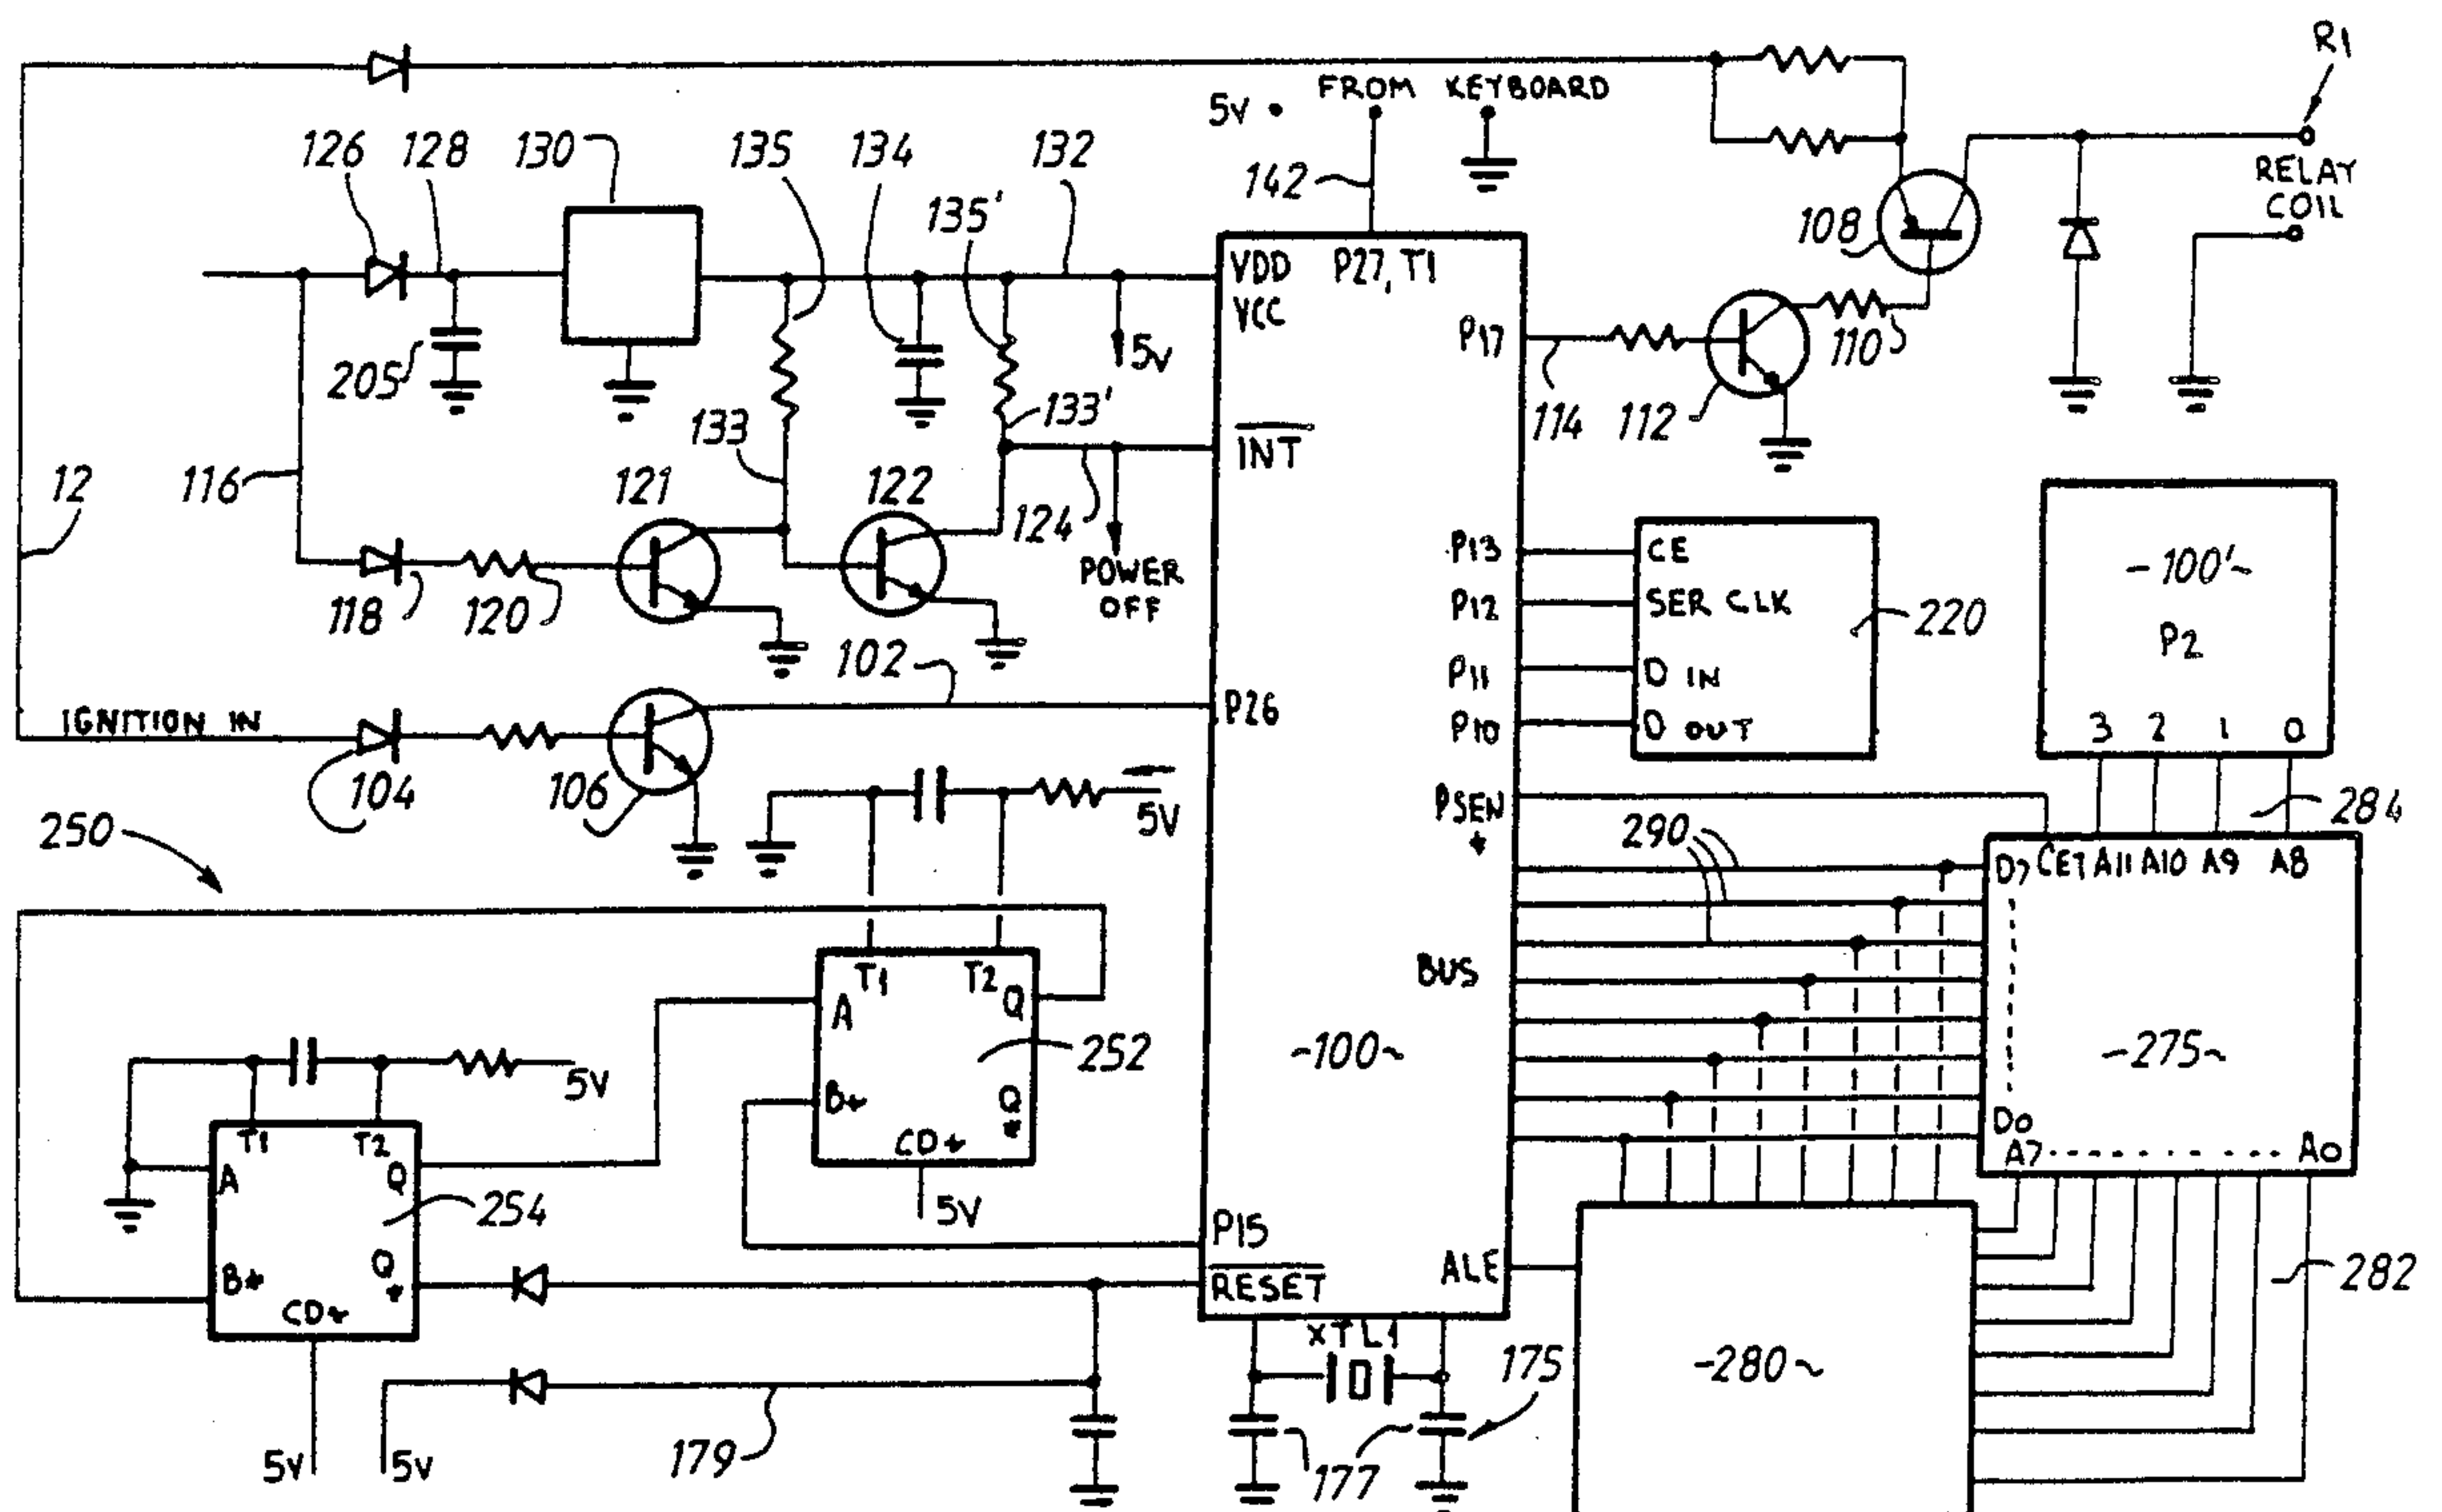 R1
5V
FROM KEYBOARD
126 128 130 135 134 132
142
135'
RELAY
COIL
108
VDD
VCC
P27, T1
P17
5V
110
205
133
133'
114 112
INT
12
116
121
122
124
POWER
OFF
118
120
P13
P12
P11
P10
CE
SER CLK
D IN
D OUT
220
-100'~
P2
3 2 1 0
102
P26
IGNITION IN
104
106
5V
PSEN
290
284
250
D7 CE1 A11 A10 A9 A8
T1 T2
A
Q
BUS
252
-100~
-275~
5V
B*
Q
*
CD*
D0
A7 A0
T1 T2
A
Q
254
5V
P15
B*
Q
*
CD*
RESET
ALE
282
XTL1
175
-280~
5V
5V
179
177